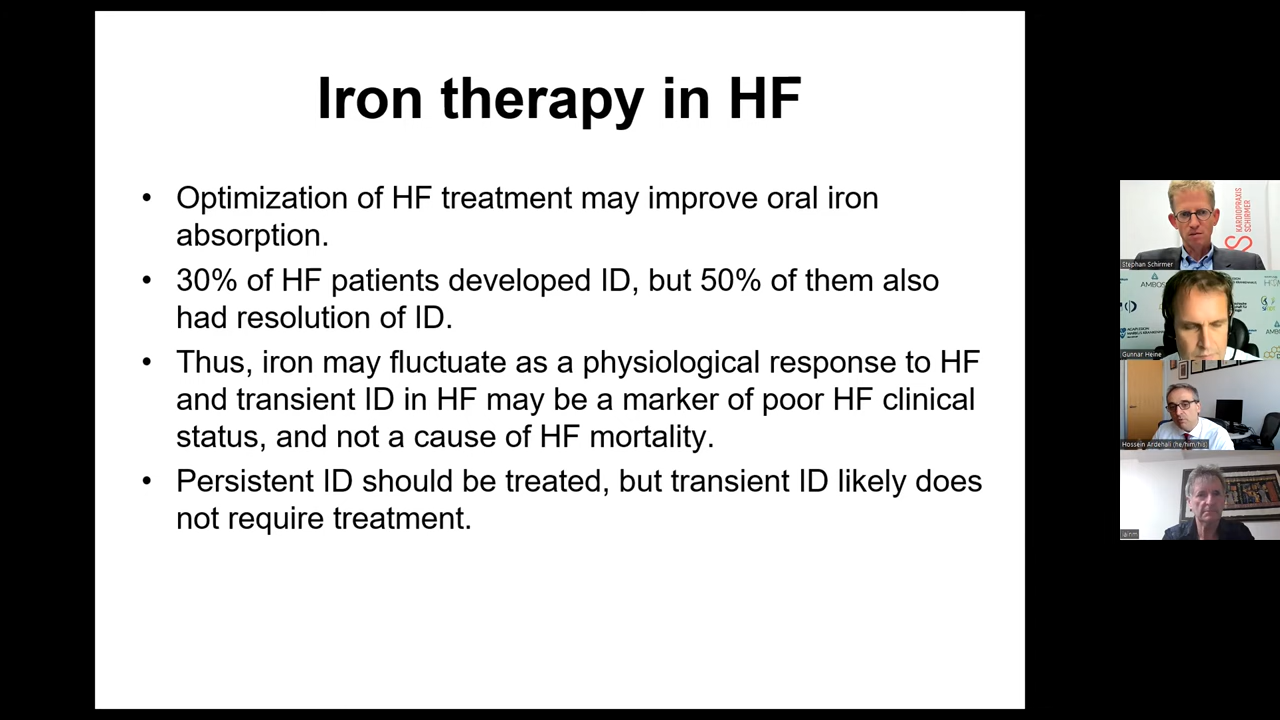 Iron therapy in HF
• Optimization of HF treatment may improve oral iron
absorption.
• 30% of HF patients developed ID, but 50% of them also
had resolution of ID.
• Thus, iron may fluctuate as a physiological response to HF
and transient ID in HF may be a marker of poor HF clinical
status, and not a cause of HF mortality.
• Persistent ID should be treated, but transient ID likely does
not require treatment.
KARDIOPRAXIS
SCHIRMER
Stephan Schirmer
Gunnar Heine
Hossein Ardehali (he/him/his)